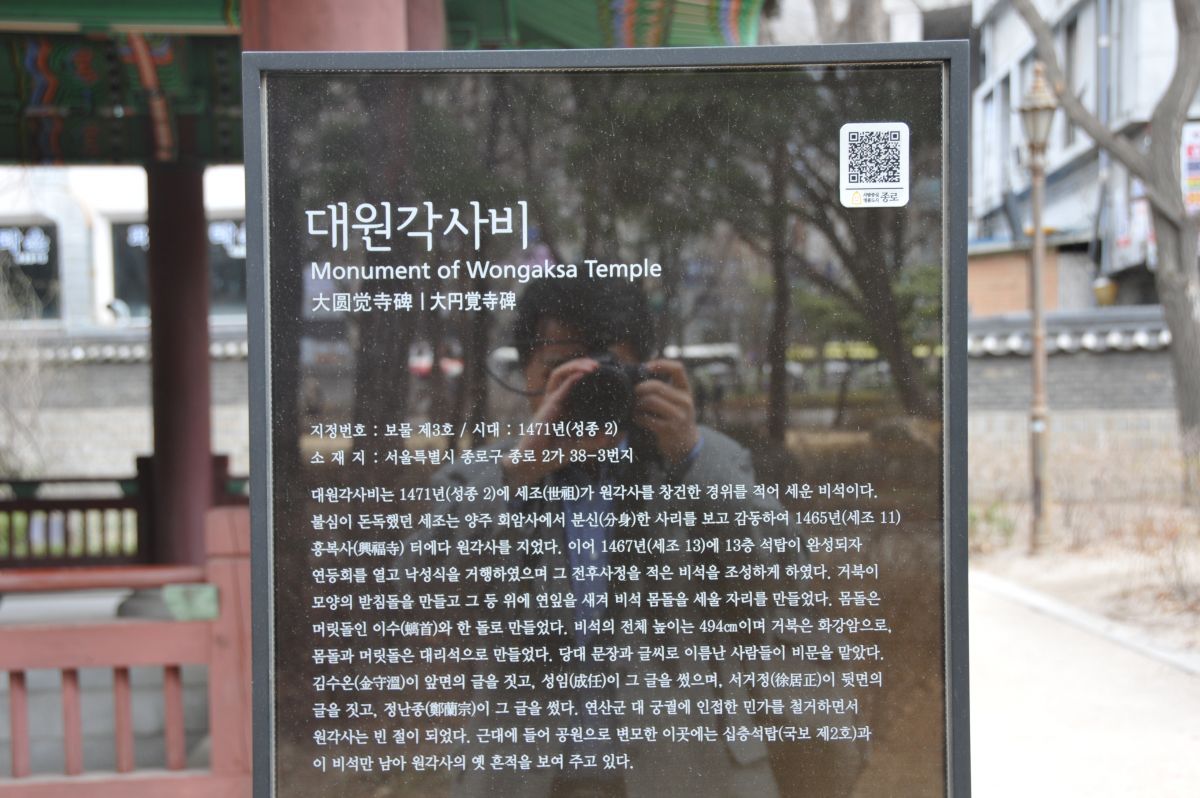 종로
대원각사비
Monument of Wongaksa Temple
大圆觉寺碑 | 大円覚寺碑
지정번호 : 보물 제3호 / 시대 : 1471년(성종 2)
소 재 지 : 서울특별시 종로구 종로 2가 38-3번지
대원각사비는 1471년(성종 2)에 세조(世祖)가 원각사를 창건한 경위를 적어 세운 비석이다.
불심이 돈독했던 세조는 양주 회암사에서 분신(分身)한 사리를 보고 감동하여 1465년(세조 11)
흥복사(興福寺) 터에다 원각사를 지었다. 이어 1467년(세조 13)에 13층 석탑이 완성되자
연등회를 열고 낙성식을 거행하였으며 그 전후사정을 적은 비석을 조성하게 하였다. 거북이
모양의 받침돌을 만들고 그 등 위에 연잎을 새겨 비석 몸돌을 세울 자리를 만들었다. 몸돌은
머릿돌인 이수(螭首)와 한 돌로 만들었다. 비석의 전체 높이는 494㎝이며 거북은 화강암으로,
몸돌과 머릿돌은 대리석으로 만들었다. 당대 문장과 글씨로 이름난 사람들이 비문을 맡았다.
김수온(金守溫)이 앞면의 글을 짓고, 성임(成任)이 그 글을 썼으며, 서거정(徐居正)이 뒷면의
글을 짓고, 정난종(鄭蘭宗)이 그 글을 썼다. 연산군 대 궁궐에 인접한 민가를 철거하면서
원각사는 빈 절이 되었다. 근대에 들어 공원으로 변모한 이곳에는 십층석탑(국보 제2호)과
이 비석만 남아 원각사의 옛 흔적을 보여 주고 있다.